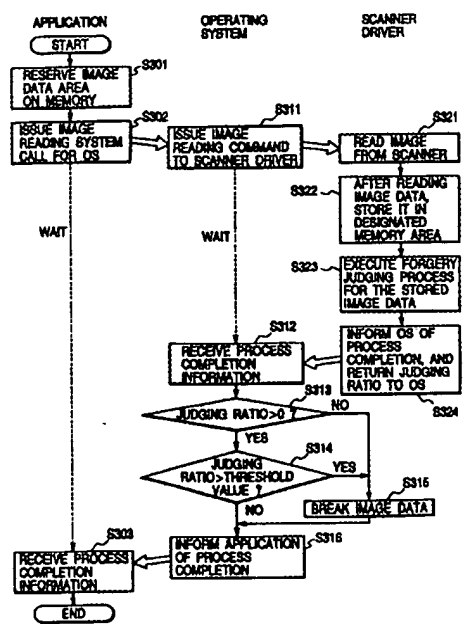 APPLICATION
OPERATING
SYSTEM
SCANNER
DRIVER
START
S301
RESERVE IMAGE
DATA AREA
ON MEMORY
S302
ISSUE IMAGE
READING SYSTEM
CALL FOR OS
S311
ISSUE IMAGE
READING COMMAND
TO SCANNER DRIVER
S321
READ IMAGE
FROM SCANNER
S322
AFTER READING
IMAGE DATA,
STORE IT IN
DESIGNATED
MEMORY AREA
WAIT
WAIT
S323
EXECUTE FORGERY
JUDGING PROCESS
FOR THE STORED
IMAGE DATA
S312
RECEIVE PROCESS
COMPLETION
INFORMATION
INFORM OS OF
PROCESS
COMPLETION, AND
RETURN JUDGING
RATIO TO OS
S324
S313
JUDGING RATIO>0 ?
NO
YES
S314
JUDGING
RATIO>THRESHOLD
VALUE ?
YES
NO
S315
BREAK IMAGE DATA
S316
INFORM APPLICATION
OF PROCESS
COMPLETION
S303
RECEIVE PROCESS
COMPLETION
INFORMATION
END